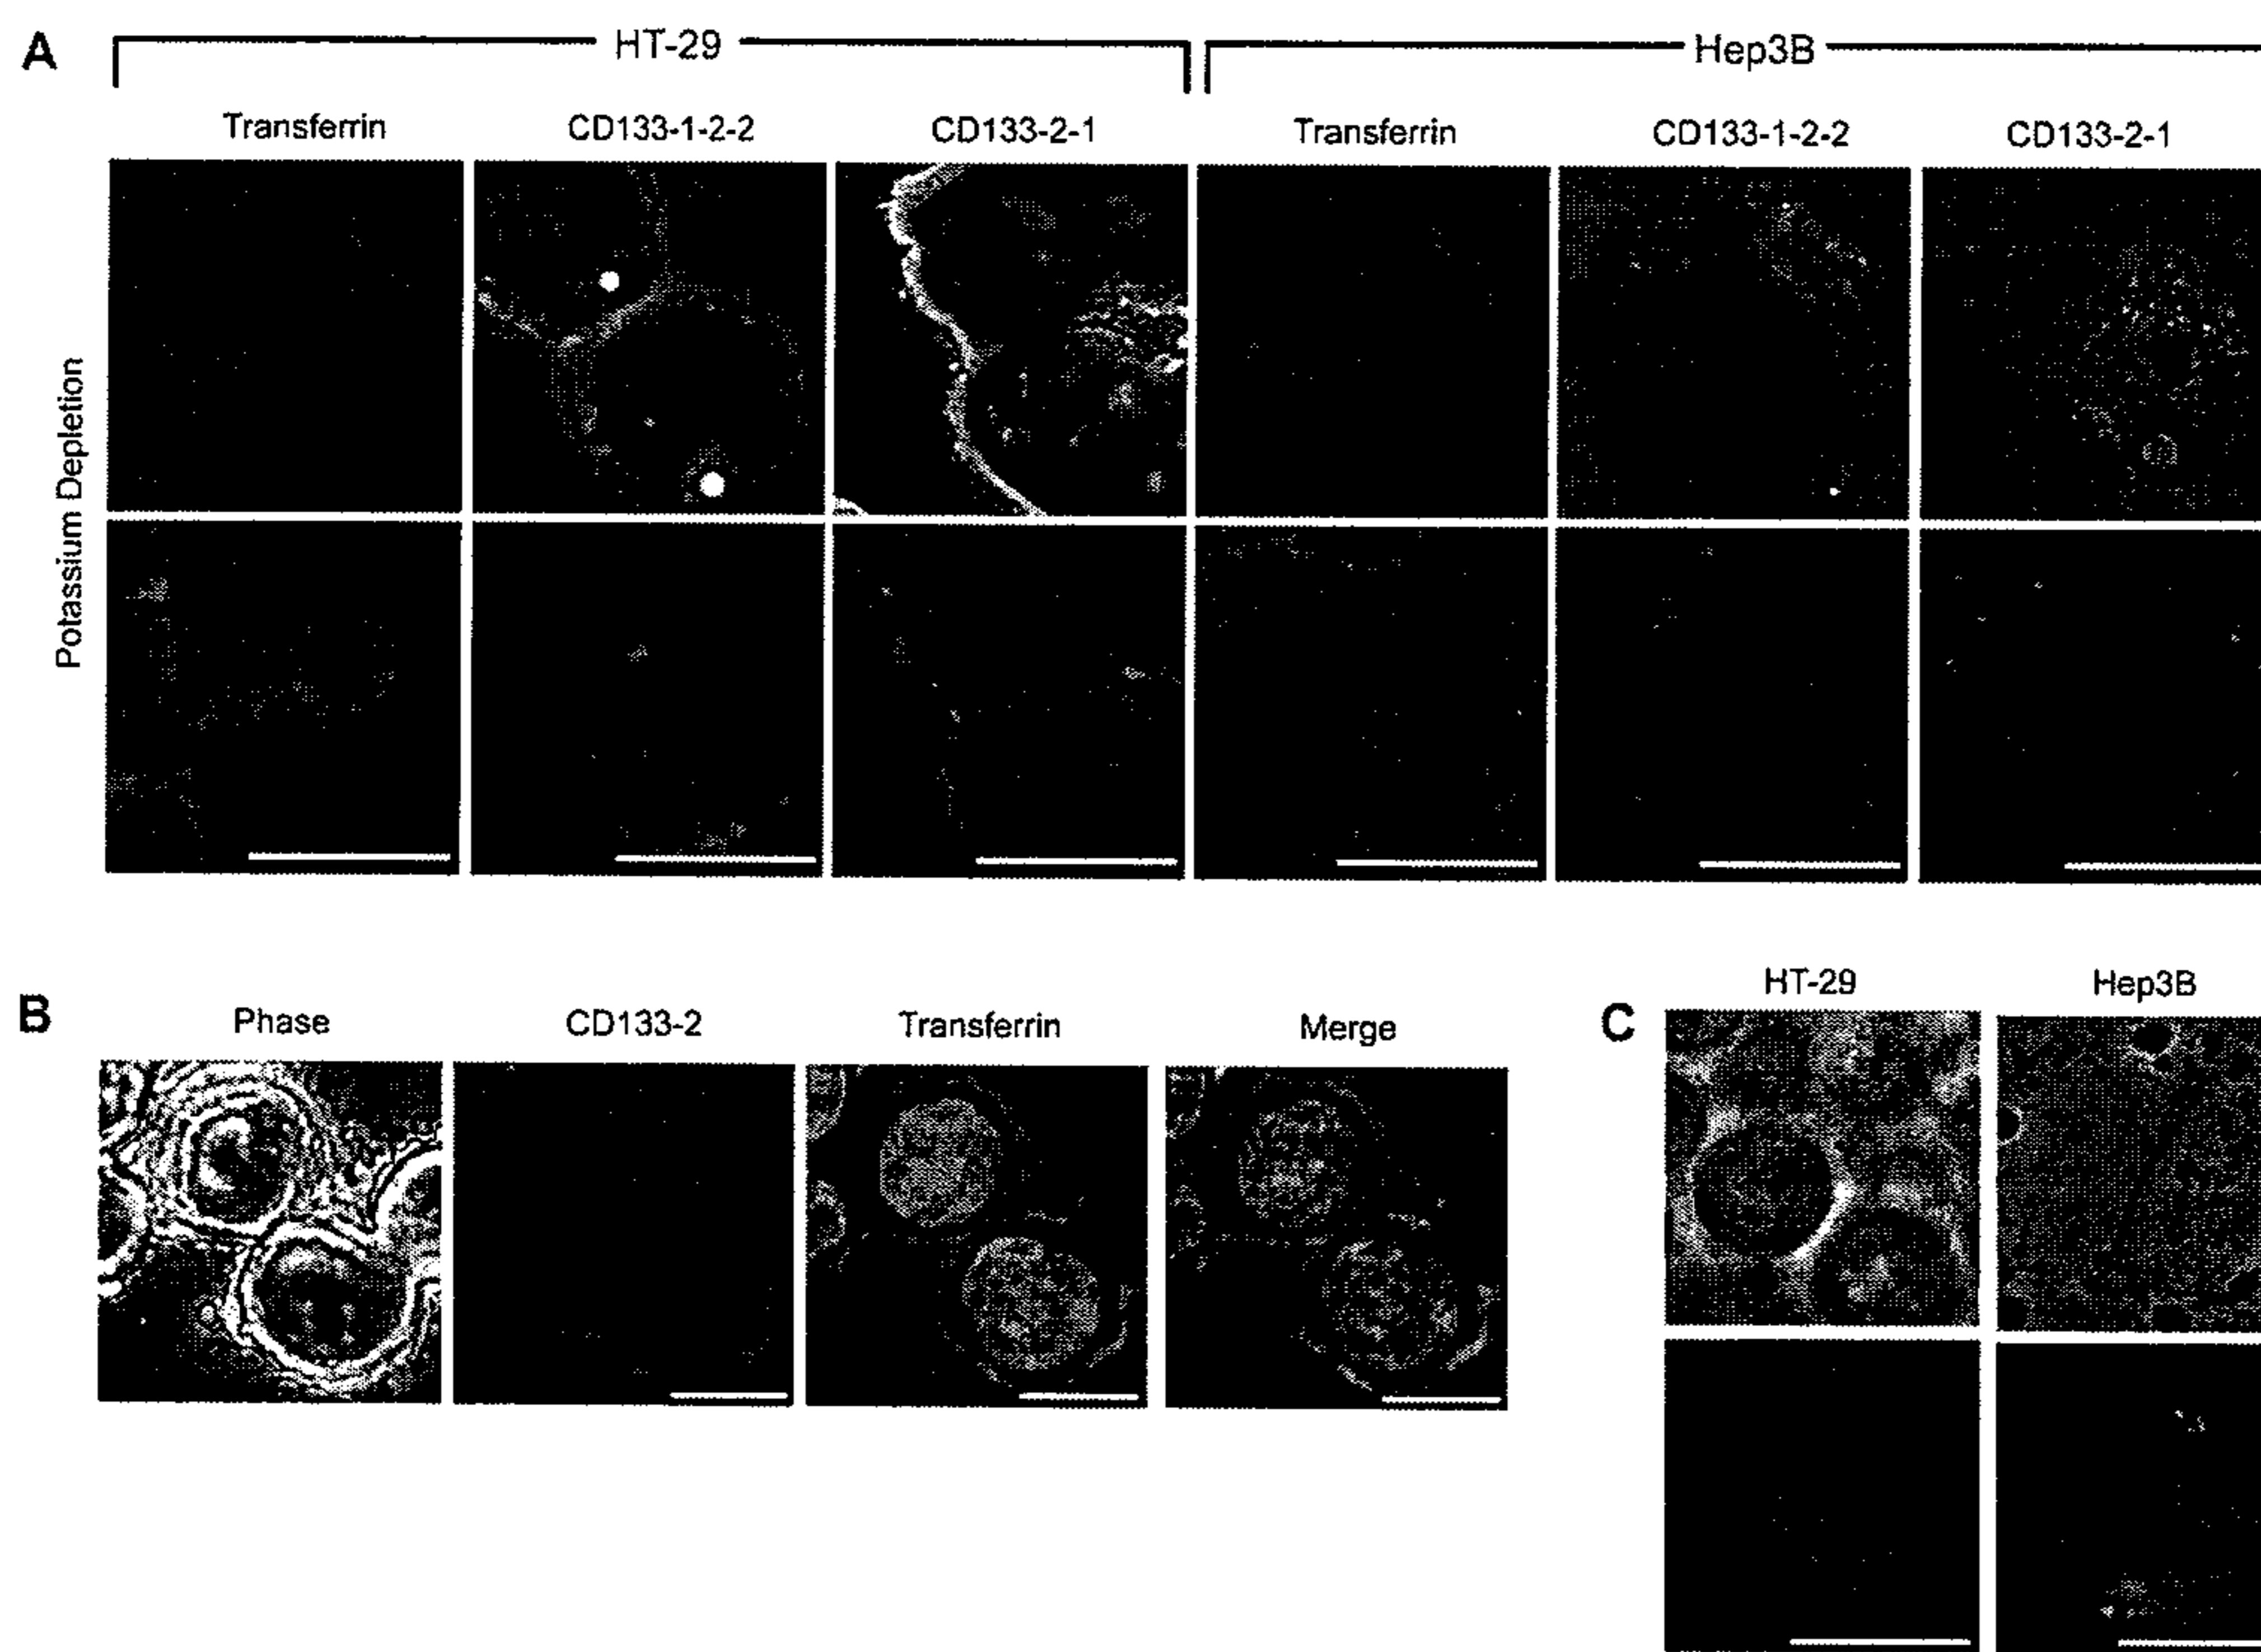 A
HT-29
Hep3B
Transferrin
CD133-1-2-2
CD133-2-1
Transferrin
CD133-1-2-2
CD133-2-1
Potassium Depletion
B
Phase
CD133-2
Transferrin
Merge
C
HT-29
Hep3B